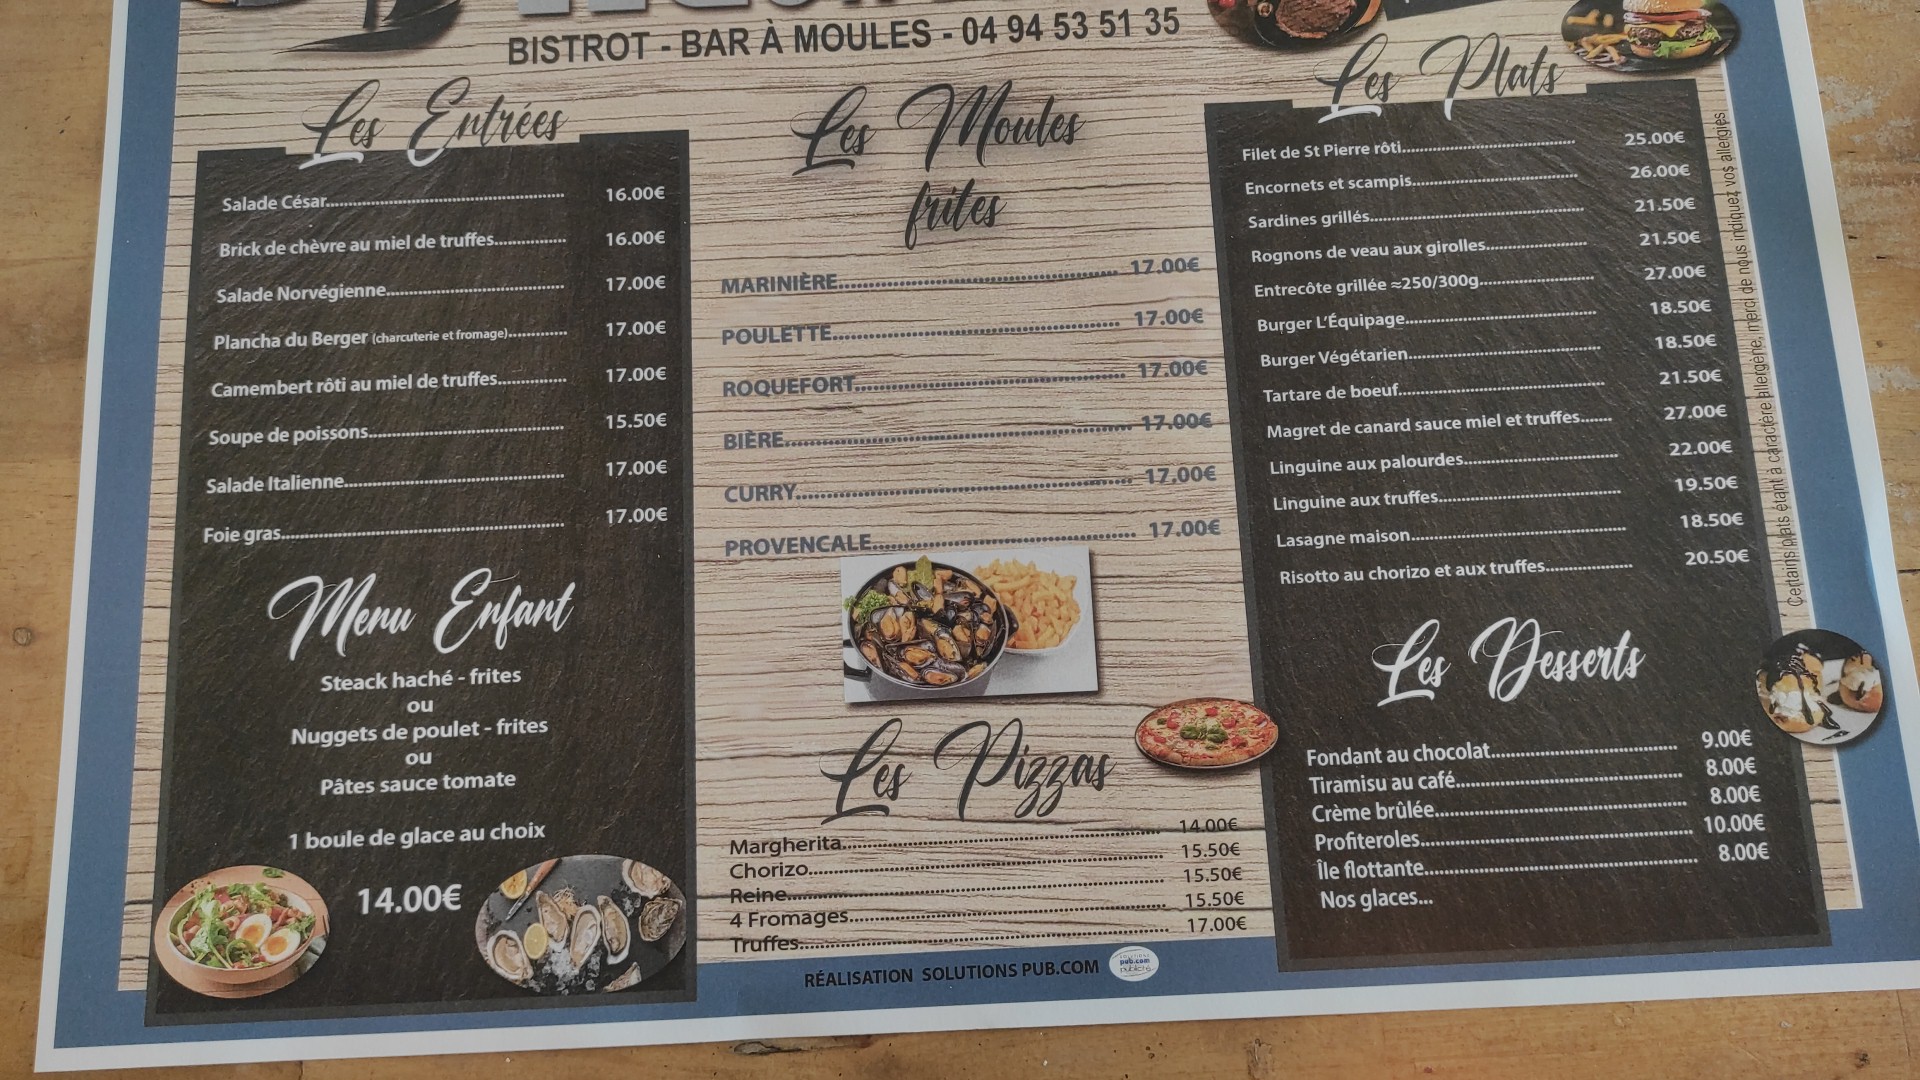 BISTROT - BAR À MOULES - 04 94 53 51 35
Les Entrées
Salade César 16.00€
Brick de chèvre au miel de truffes 16.00€
Salade Norvégienne 17.00€
Plancha du Berger (charcuterie et fromage) 17.00€
Camembert rôti au miel de truffes 17.00€
Soupe de poissons 15.50€
Salade Italienne 17.00€
Foie gras 17.00€
Menu Enfant
Steack haché - frites
ou
Nuggets de poulet - frites
ou
Pâtes sauce tomate
1 boule de glace au choix
14.00€
Les Moules
frites
MARINIÈRE 17.00€
POULETTE 17.00€
ROQUEFORT 17.00€
BIÈRE 17.00€
CURRY 17.00€
PROVENCALE 17.00€
Les Pizzas
Margherita 14.00€
Chorizo 15.50€
Reine 15.50€
4 Fromages 15.50€
Truffes 17.00€
RÉALISATION SOLUTIONS PUB.COM
Les Plats
Filet de St Pierre rôti 25.00€
Encornets et scampis 26.00€
Sardines grillés 21.50€
Rognons de veau aux girolles 21.50€
Entrecôte grillée ≈250/300g 27.00€
Burger L'Équipage 18.50€
Burger Végétarien 18.50€
Tartare de boeuf 21.50€
Magret de canard sauce miel et truffes 27.00€
Linguine aux palourdes 22.00€
Linguine aux truffes 19.50€
Lasagne maison 18.50€
Risotto au chorizo et aux truffes 20.50€
Les Desserts
Fondant au chocolat 9.00€
Tiramisu au café 8.00€
Crème brûlée 8.00€
Profiteroles 10.00€
Île flottante 8.00€
Nos glaces...
Certains plats étant à caractère allergène, merci de nous indiquez vos allergies